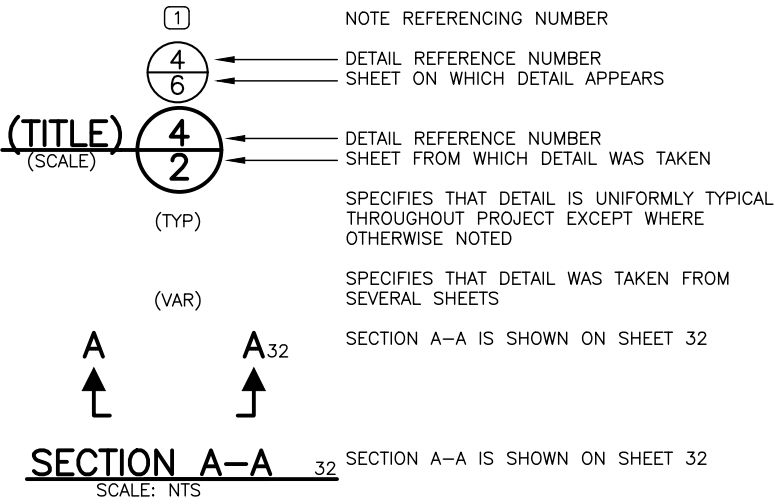 1 NOTE REFERENCING NUMBER
4 DETAIL REFERENCE NUMBER
6 SHEET ON WHICH DETAIL APPEARS
(TITLE) 4 DETAIL REFERENCE NUMBER
(SCALE) 2 SHEET FROM WHICH DETAIL WAS TAKEN
(TYP) SPECIFIES THAT DETAIL IS UNIFORMLY TYPICAL
THROUGHOUT PROJECT EXCEPT WHERE
OTHERWISE NOTED
(VAR) SPECIFIES THAT DETAIL WAS TAKEN FROM
SEVERAL SHEETS
A A32 SECTION A-A IS SHOWN ON SHEET 32
SECTION A-A 32 SECTION A-A IS SHOWN ON SHEET 32
SCALE: NTS